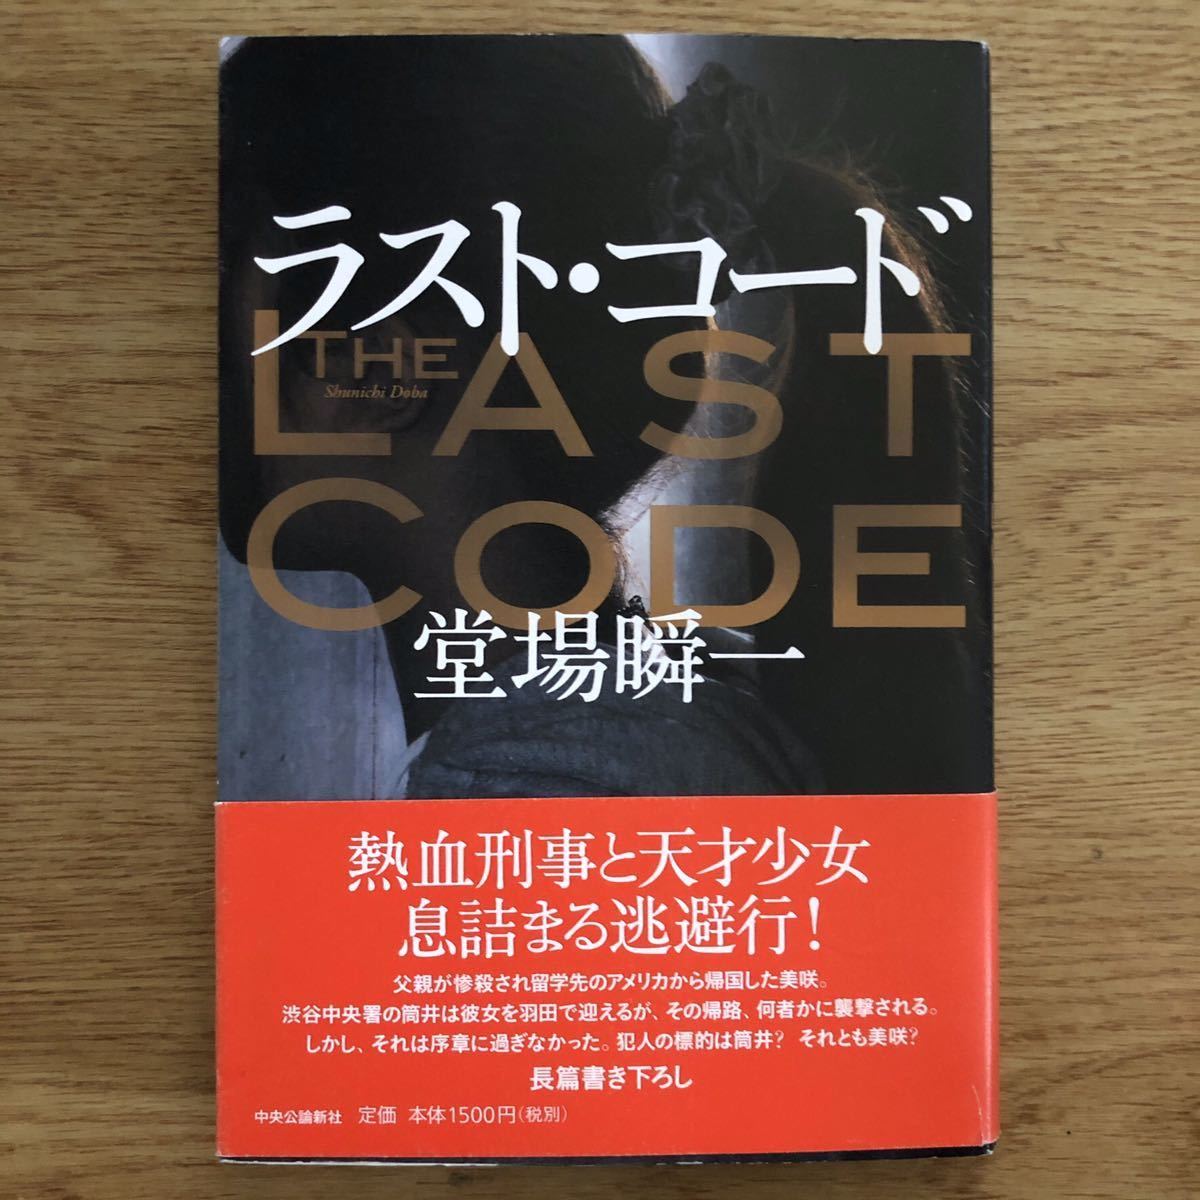 ラスト・コード
THE
LAST
Shunichi Doba
CODE
堂場瞬一
熱血刑事と天才少女
息詰まる逃避行!
父親が惨殺され留学先のアメリカから帰国した美咲。
渋谷中央署の筒井は彼女を羽田で迎えるが、その帰路、何者かに襲撃される。
しかし、それは序章に過ぎなかった。犯人の標的は筒井? それとも美咲?
長篇書き下ろし
中央公論新社 定価 本体1500円(税別)